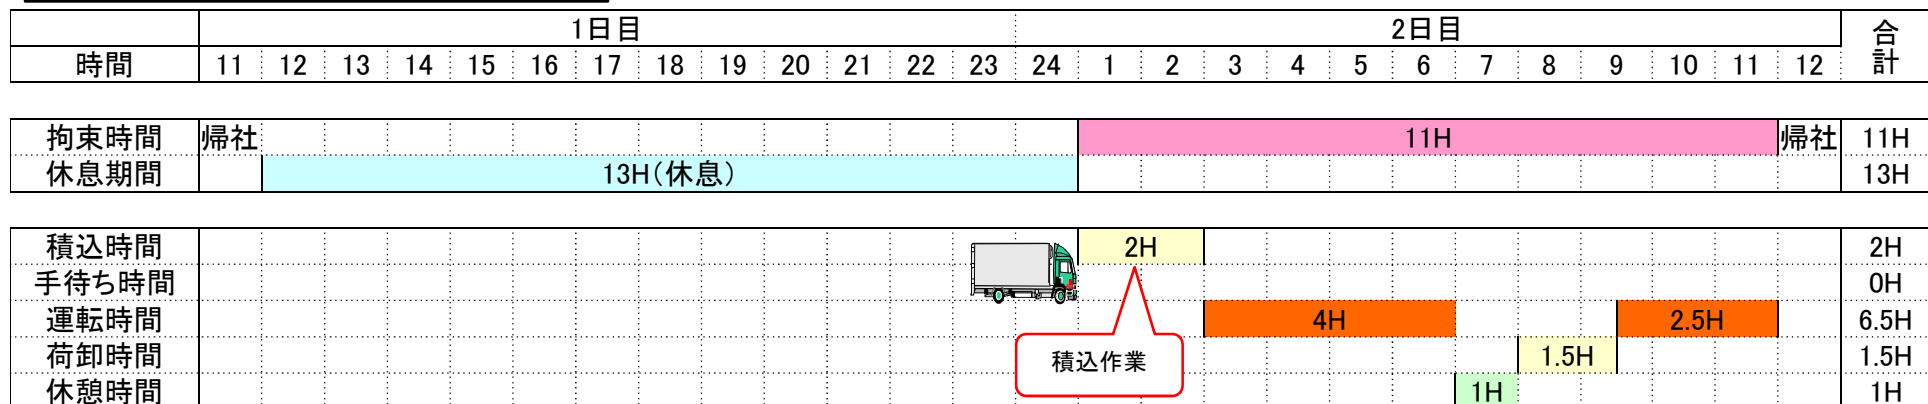 1日目 2日目 合計
時間 11 12 13 14 15 16 17 18 19 20 21 22 23 24 1 2 3 4 5 6 7 8 9 10 11 12
拘束時間 帰社 11H 帰社 11H
休息期間 13H(休息) 13H
積込時間 2H 2H
手待ち時間 0H
運転時間 4H 2.5H 6.5H
荷卸時間 積込作業 1.5H 1.5H
休憩時間 1H 1H